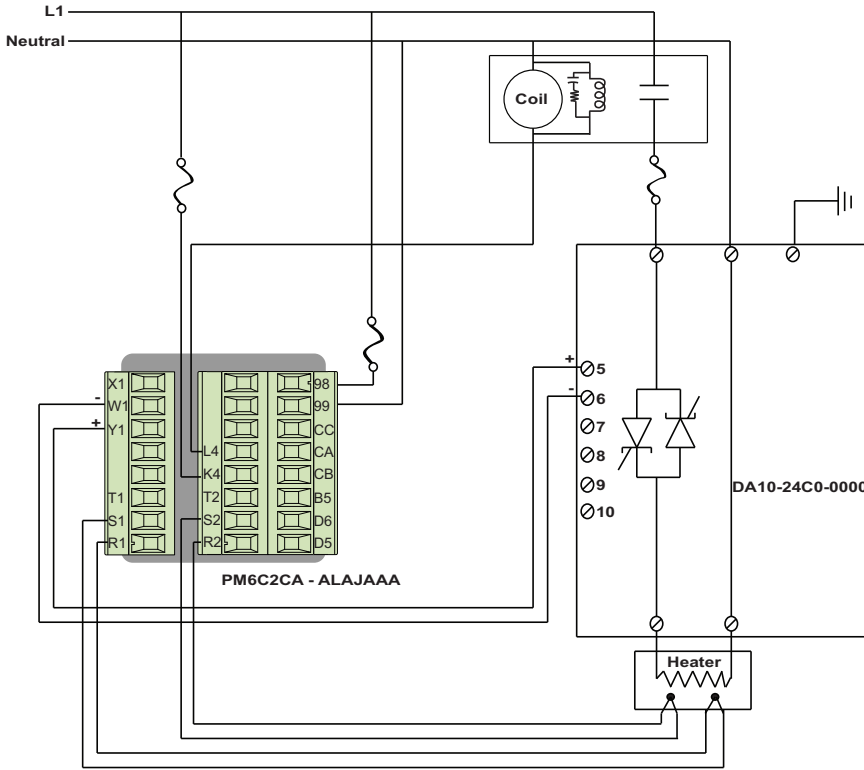 L1
Neutral
Coil
X1
W1
Y1
T1
S1
R1
L4
K4
T2
S2
R2
98
99
CC
CA
CB
B5
D6
D5
-
+
PM6C2CA - ALAJAAA
+
-
5
6
7
8
9
10
DA10-24C0-0000
Heater